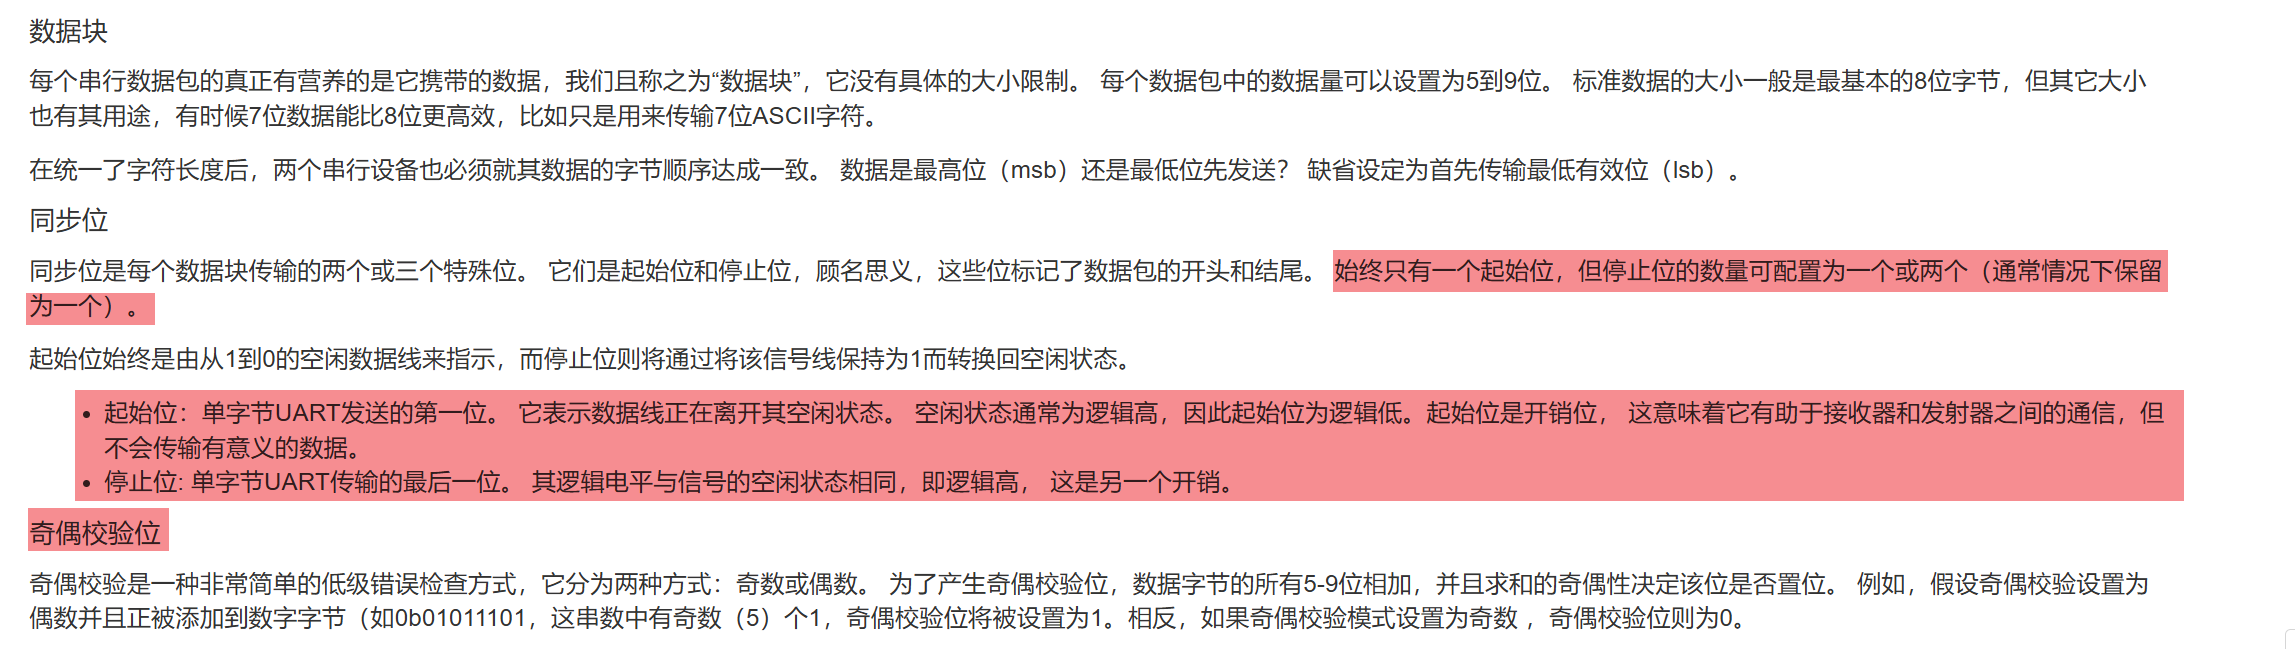 数据块
每个串行数据包的真正有营养的是它携带的数据，我们且称之为“数据块”，它没有具体的大小限制。 每个数据包中的数据量可以设置为5到9位。 标准数据的大小一般是最基本的8位字节，但其它大小
也有其用途，有时候7位数据能比8位更高效，比如只是用来传输7位ASCII字符。
在统一了字符长度后，两个串行设备也必须就其数据的字节顺序达成一致。 数据是最高位（msb）还是最低位先发送？ 缺省设定为首先传输最低有效位（lsb）。
同步位
同步位是每个数据块传输的两个或三个特殊位。 它们是起始位和停止位，顾名思义，这些位标记了数据包的开头和结尾。 始终只有一个起始位，但停止位的数量可配置为一个或两个（通常情况下保留
为一个）。
起始位始终是由从1到0的空闲数据线来指示，而停止位则将通过将该信号线保持为1而转换回空闲状态。
• 起始位：单字节UART发送的第一位。 它表示数据线正在离开其空闲状态。 空闲状态通常为逻辑高，因此起始位为逻辑低。起始位是开销位， 这意味着它有助于接收器和发射器之间的通信，但
不会传输有意义的数据。
• 停止位: 单字节UART传输的最后一位。 其逻辑电平与信号的空闲状态相同，即逻辑高， 这是另一个开销。
奇偶校验位
奇偶校验是一种非常简单的低级错误检查方式，它分为两种方式：奇数或偶数。 为了产生奇偶校验位，数据字节的所有5-9位相加，并且求和的奇偶性决定该位是否置位。 例如，假设奇偶校验设置为
偶数并且正被添加到数字字节（如0b01011101，这串数中有奇数（5）个1，奇偶校验位将被设置为1。相反，如果奇偶校验模式设置为奇数 ，奇偶校验位则为0。